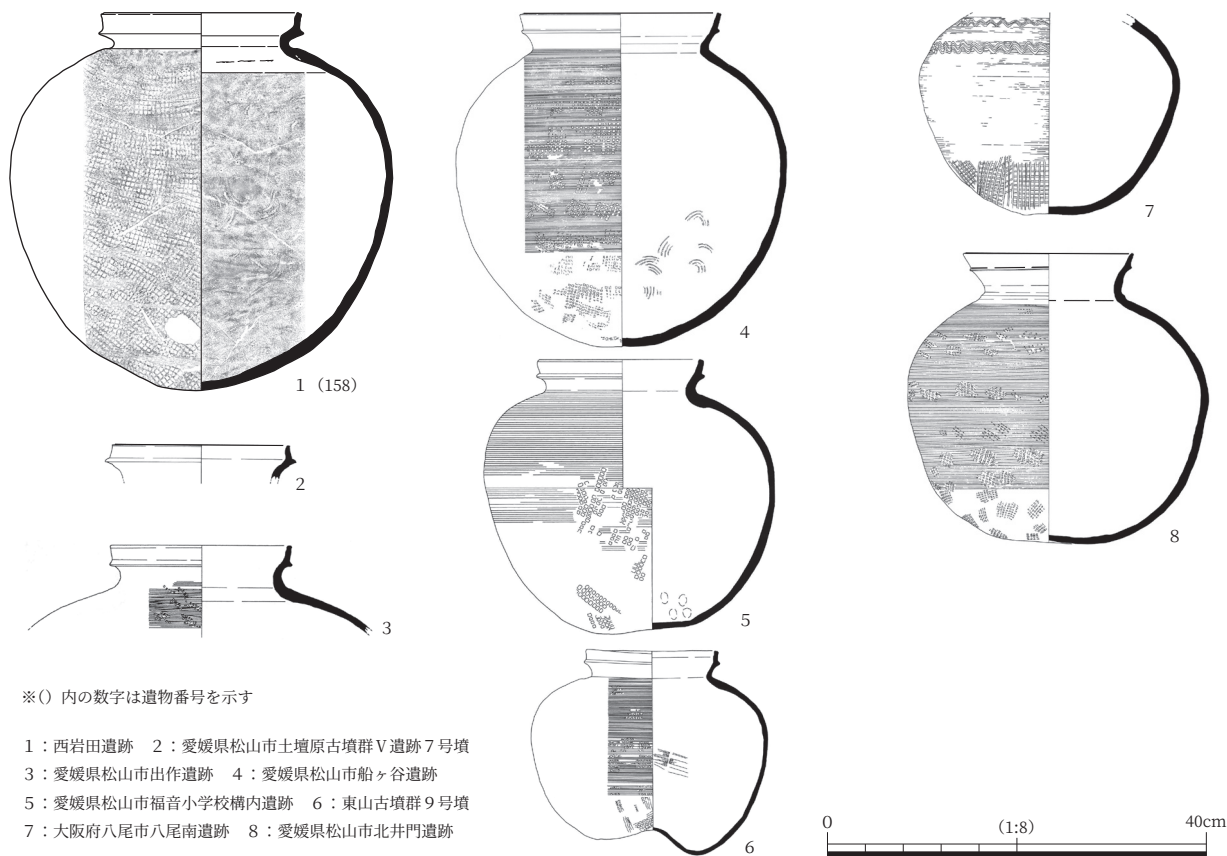 1（158）
2
3
4
5
6
7
8
※（）内の数字は遺物番号を示す
1：西岩田遺跡　2：愛媛県松山市土壇原古墳群Ⅴ遺跡7号墳
3：愛媛県松山市出作遺跡　4：愛媛県松山市船ヶ谷遺跡
5：愛媛県松山市福音小学校構内遺跡　6：東山古墳群9号墳
7：大阪府八尾市八尾南遺跡　8：愛媛県松山市北井門遺跡
0　（1:8）　40cm